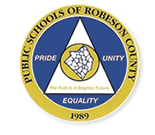 PUBLIC SCHOOLS OF ROBESON COUNTY
PRIDE
UNITY
The Path to a Brighter Future
EQUALITY
1989